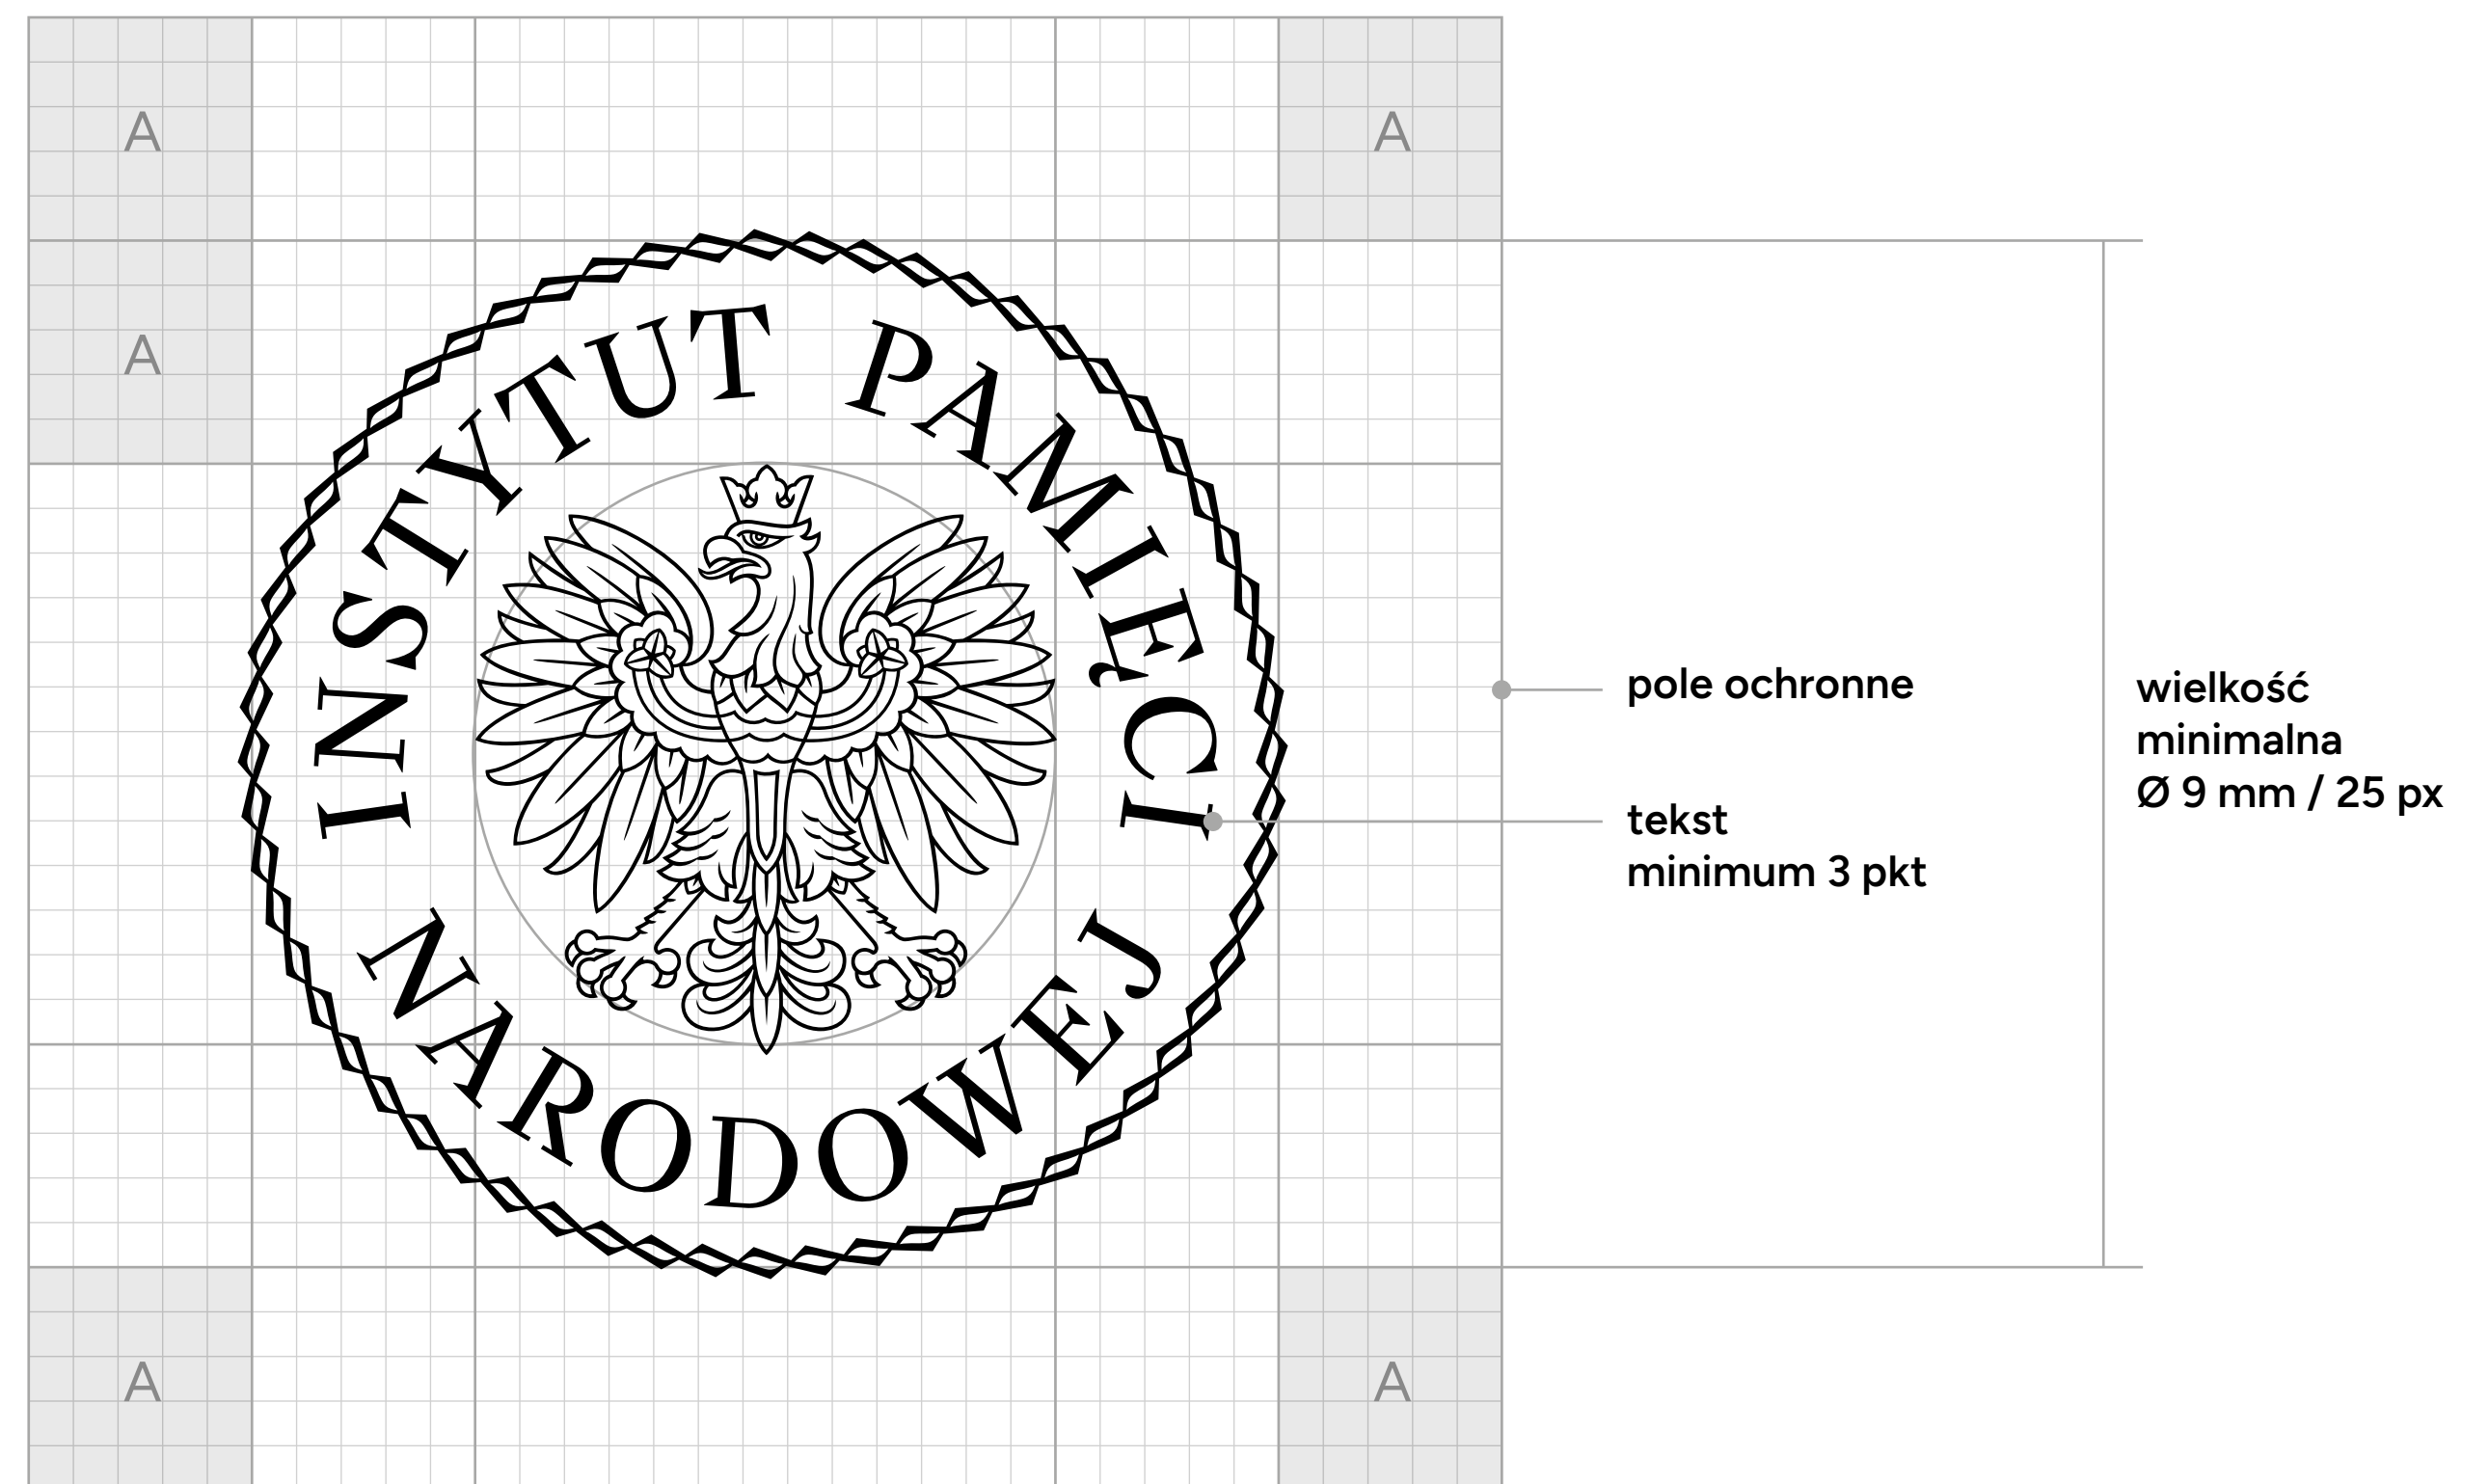 A
A
A
INSTYTUT PAMIĘCI
NARODOWEJ
pole ochronne
tekst
minimum 3 pkt
wielkość
minimalna
Ø 9 mm / 25 px
A
A